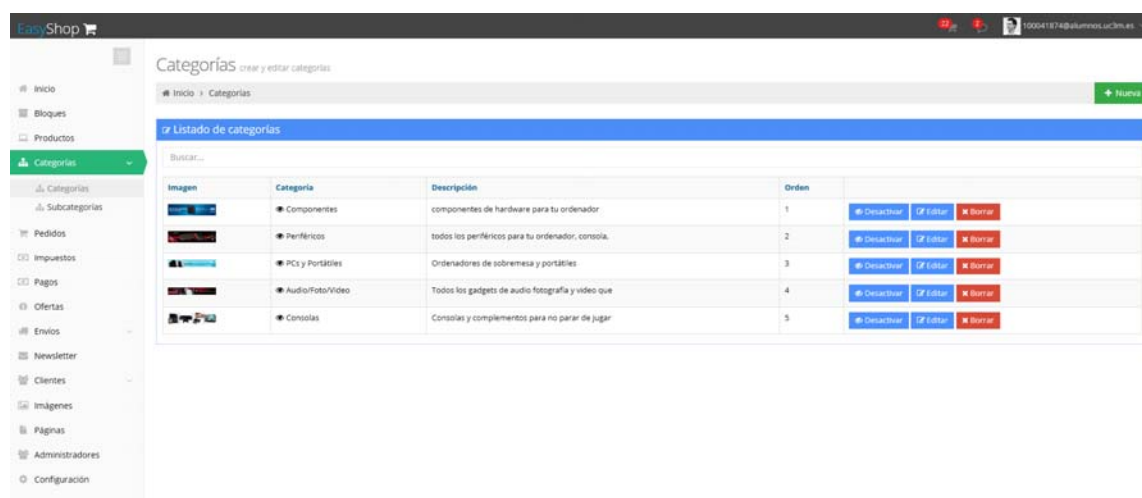 EasyShop
22
2
100041874@alumnos.uc3m.es
Categorías crear y editar categorías
Inicio > Categorías
+ Nueva
Inicio
Bloques
Productos
Categorías
Categorías
Subcategorías
Pedidos
Impuestos
Pagos
Ofertas
Envios
Newsletter
Clientes
Imágenes
Páginas
Administradores
Configuración
Listado de categorías
Buscar...
Imagen Categoría Descripción Orden
Componentes componentes de hardware para tu ordenador 1 Desactivar Editar Borrar
Periféricos todos los periféricos para tu ordenador, consola, 2 Desactivar Editar Borrar
PCs y Portátiles Ordenadores de sobremesa y portátiles 3 Desactivar Editar Borrar
Audio/Foto/Video Todos los gadgets de audio fotografía y video que 4 Desactivar Editar Borrar
Consolas Consolas y complementos para no parar de jugar 5 Desactivar Editar Borrar